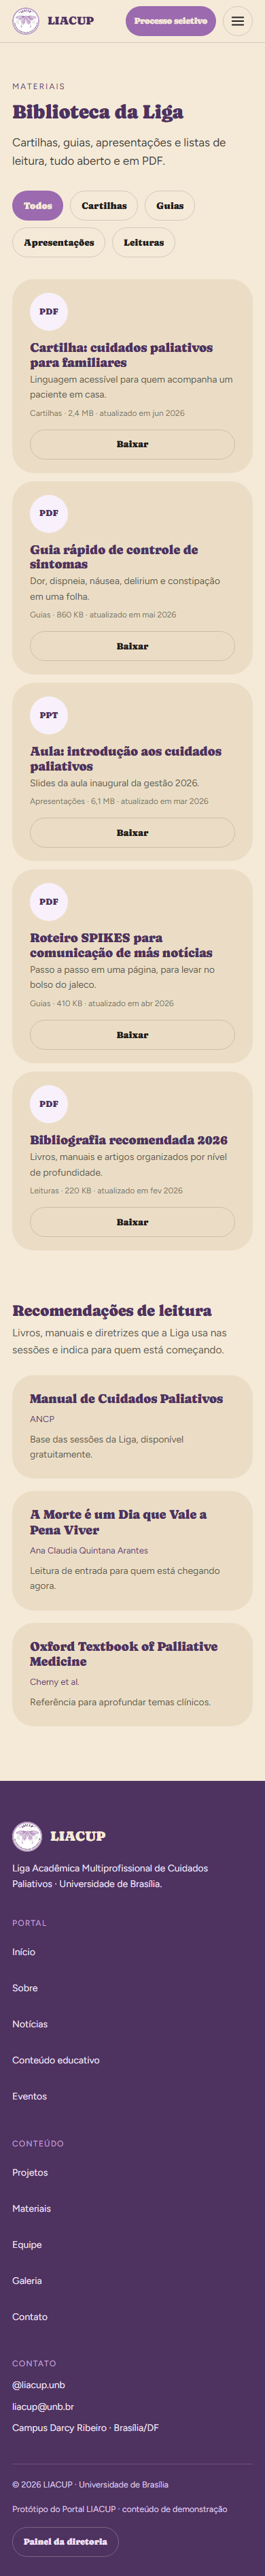 LIACUP
Processo seletivo
MATERIAIS
Biblioteca da Liga
Cartilhas, guias, apresentações e listas de
leitura, tudo aberto e em PDF.
Todos
Cartilhas
Guias
Apresentações
Leituras
PDF
Cartilha: cuidados paliativos
para familiares
Linguagem acessível para quem acompanha um
paciente em casa.
Cartilhas · 2,4 MB · atualizado em jun 2026
Baixar
PDF
Guia rápido de controle de
sintomas
Dor, dispneia, náusea, delirium e constipação
em uma folha.
Guias · 860 KB · atualizado em mai 2026
Baixar
PPT
Aula: introdução aos cuidados
paliativos
Slides da aula inaugural da gestão 2026.
Apresentações · 6,1 MB · atualizado em mar 2026
Baixar
PDF
Roteiro SPIKES para
comunicação de más notícias
Passo a passo em uma página, para levar no
bolso do jaleco.
Guias · 410 KB · atualizado em abr 2026
Baixar
PDF
Bibliografia recomendada 2026
Livros, manuais e artigos organizados por nível
de profundidade.
Leituras · 220 KB · atualizado em fev 2026
Baixar
Recomendações de leitura
Livros, manuais e diretrizes que a Liga usa nas
sessões e indica para quem está começando.
Manual de Cuidados Paliativos
ANCP
Base das sessões da Liga, disponível
gratuitamente.
A Morte é um Dia que Vale a
Pena Viver
Ana Claudia Quintana Arantes
Leitura de entrada para quem está chegando
agora.
Oxford Textbook of Palliative
Medicine
Cherny et al.
Referência para aprofundar temas clínicos.
LIACUP
Liga Acadêmica Multiprofissional de Cuidados
Paliativos · Universidade de Brasília.
PORTAL
Início
Sobre
Notícias
Conteúdo educativo
Eventos
CONTEÚDO
Projetos
Materiais
Equipe
Galeria
Contato
CONTATO
@liacup.unb
liacup@unb.br
Campus Darcy Ribeiro · Brasília/DF
© 2026 LIACUP · Universidade de Brasília
Protótipo do Portal LIACUP · conteúdo de demonstração
Painel da diretoria